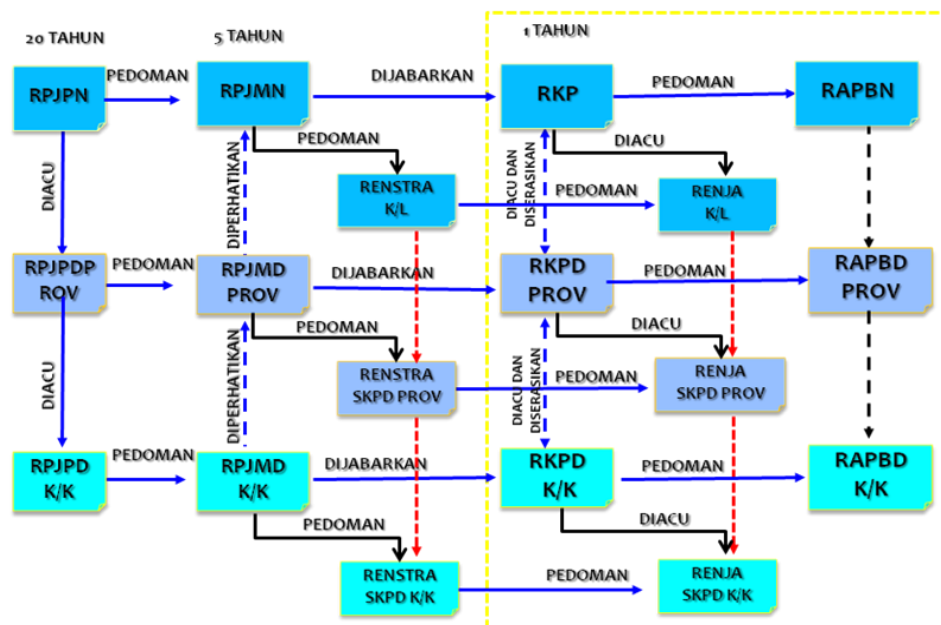 20 TAHUN
5 TAHUN
1 TAHUN
RPJPN
PEDOMAN
RPJMN
DIJABARKAN
RKP
PEDOMAN
RAPBN
DIACU
DIPERHATIKAN
PEDOMAN
RENSTRA
K/L
PEDOMAN
DIACU DAN
DISERASIKAN
DIACU
RENJA
K/L
RPJPDP
ROV
PEDOMAN
RPJMD
PROV
DIJABARKAN
RKPD
PROV
PEDOMAN
RAPBD
PROV
DIACU
DIPERHATIKAN
PEDOMAN
RENSTRA
SKPD PROV
PEDOMAN
DIACU DAN
DISERASIKAN
DIACU
RENJA
SKPD PROV
RPJPD
K/K
PEDOMAN
RPJMD
K/K
DIJABARKAN
RKPD
K/K
PEDOMAN
RAPBD
K/K
PEDOMAN
RENSTRA
SKPD K/K
PEDOMAN
DIACU
RENJA
SKPD K/K